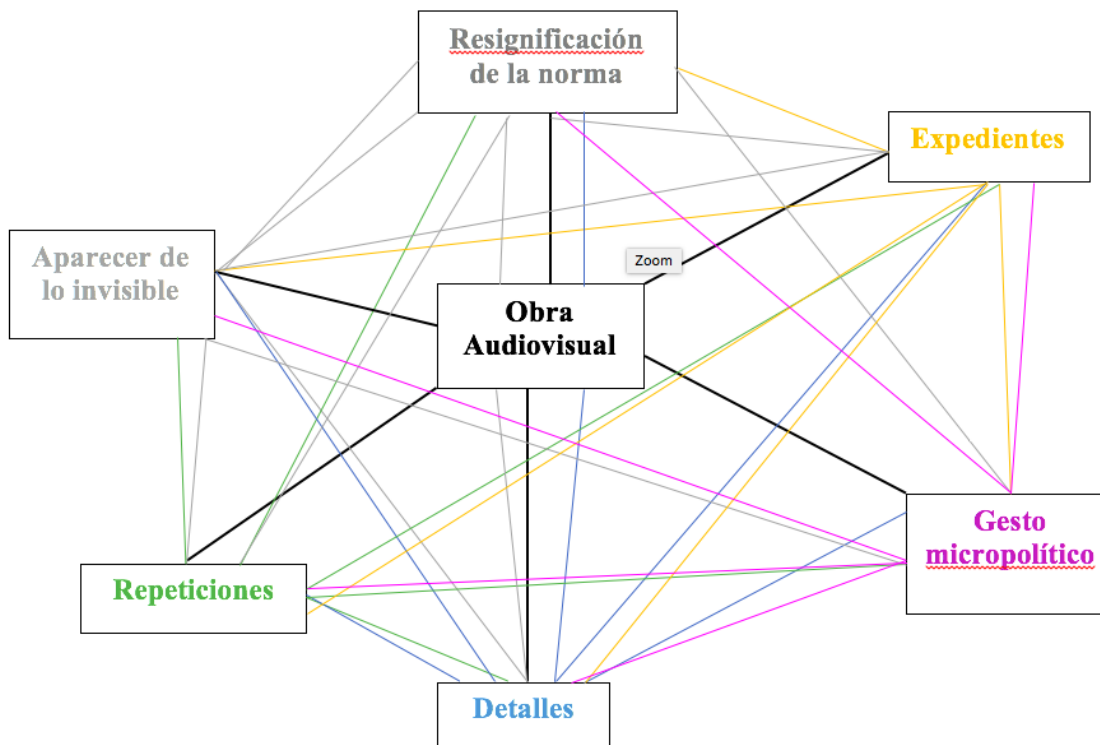 Resignificación
de la norma
Expedientes
Aparecer de
lo invisible
Zoom
Obra
Audiovisual
Gesto
micropolítico
Repeticiones
Detalles